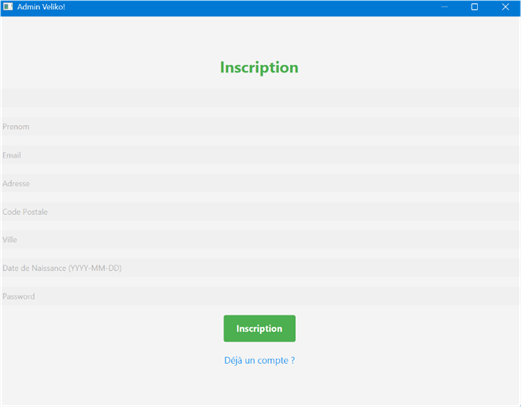 Admin Veliko!
Inscription
Prenom
Email
Adresse
Code Postale
Ville
Date de Naissance (YYYY-MM-DD)
Password
Inscription
Déjà un compte ?